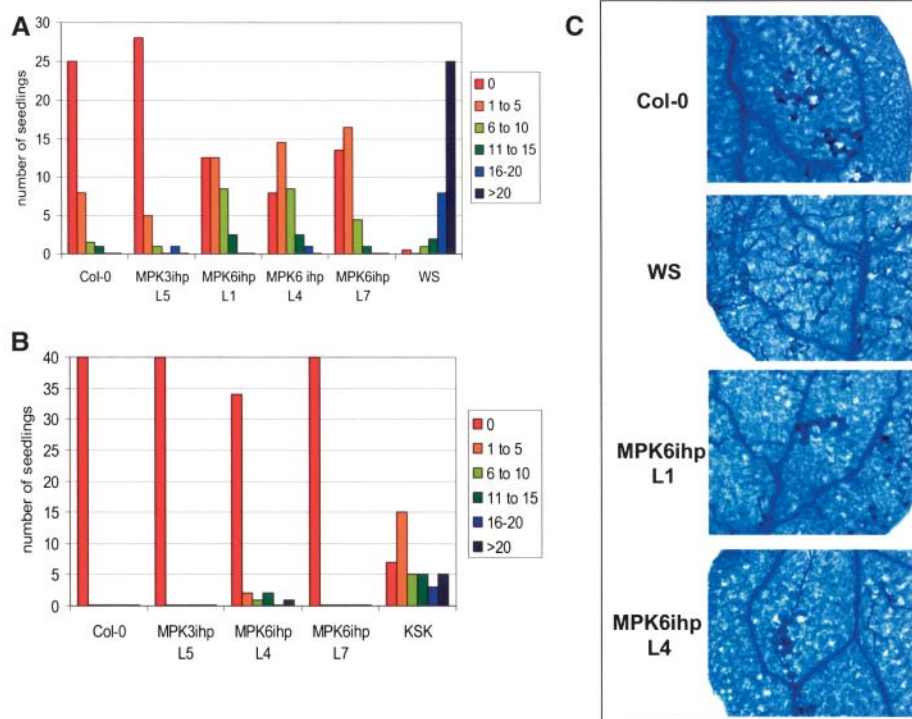 A
number of seedlings
30
25
20
15
10
5
0
Col-0
MPK3ihp
L5
MPK6ihp
L1
MPK6 ihp
L4
MPK6ihp
L7
WS
0
1 to 5
6 to 10
11 to 15
16-20
>20
B
number of seedlings
40
35
30
25
20
15
10
5
0
Col-0
MPK3ihp
L5
MPK6ihp
L4
MPK6ihp
L7
KSK
0
1 to 5
6 to 10
11 to 15
16-20
>20
C
Col-0
WS
MPK6ihp
L1
MPK6ihp
L4